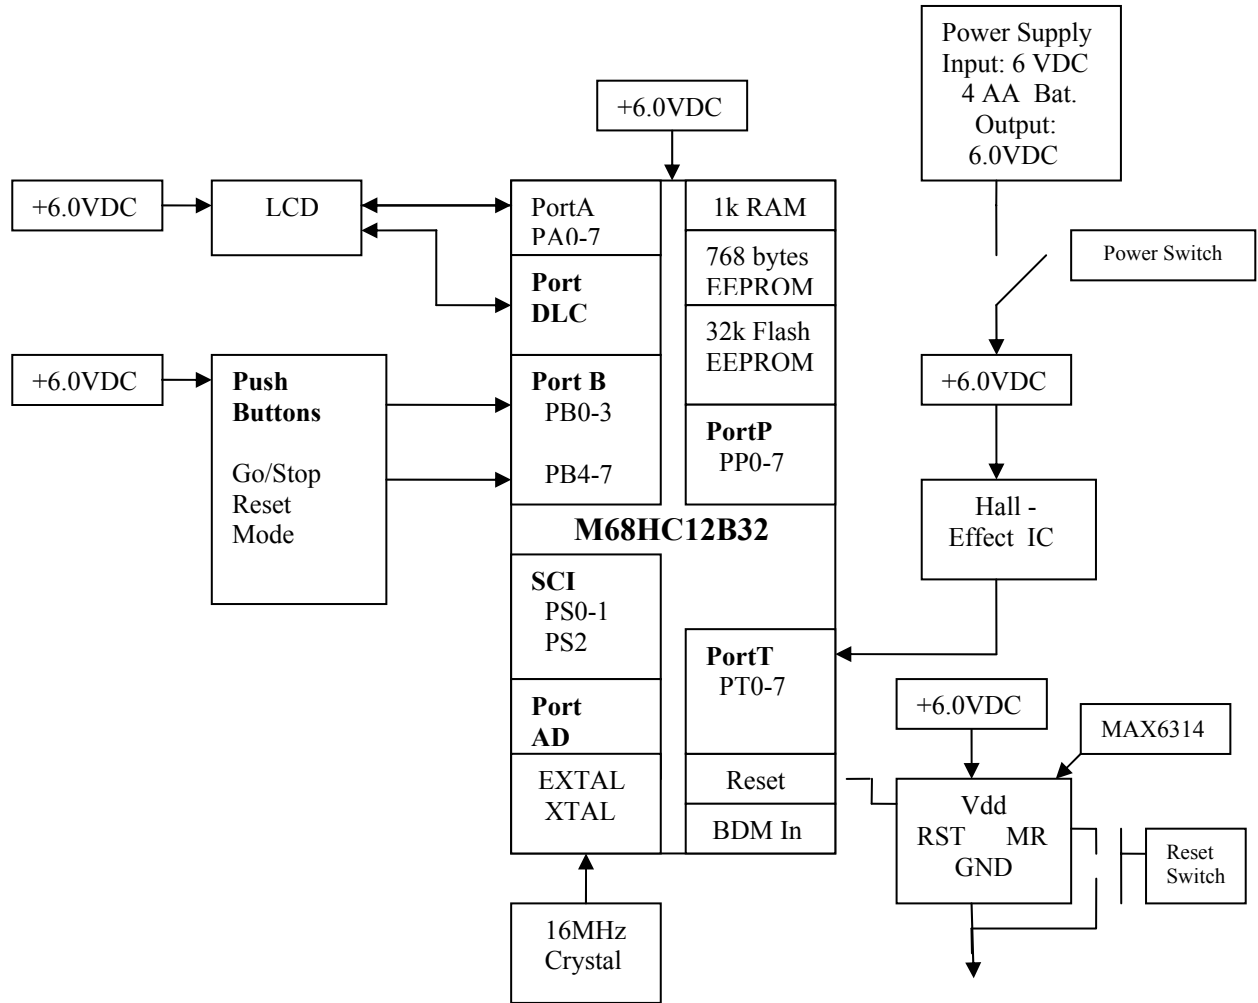 Power Supply
Input: 6 VDC
4 AA Bat.
Output:
6.0VDC
+6.0VDC
+6.0VDC
LCD
PortA
PA0-7
1k RAM
768 bytes
EEPROM
Power Switch
Port
DLC
32k Flash
EEPROM
+6.0VDC
Push
Buttons
Go/Stop
Reset
Mode
Port B
PB0-3
PB4-7
PortP
PP0-7
+6.0VDC
Hall -
Effect IC
M68HC12B32
SCI
PS0-1
PS2
PortT
PT0-7
Port
AD
+6.0VDC
MAX6314
EXTAL
XTAL
Reset
BDM In
Vdd
RST MR
GND
Reset
Switch
16MHz
Crystal